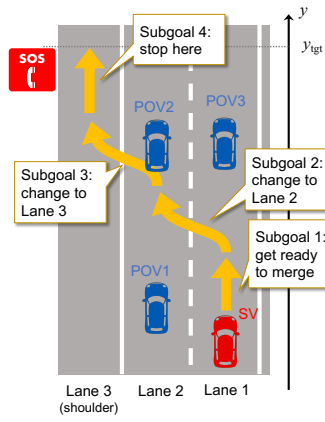 y
Subgoal 4:
stop here
y_tgt
SOS
POV2
POV3
Subgoal 2:
change to
Lane 2
Subgoal 3:
change to
Lane 3
Subgoal 1:
get ready
to merge
POV1
SV
Lane 3
(shoulder)
Lane 2
Lane 1